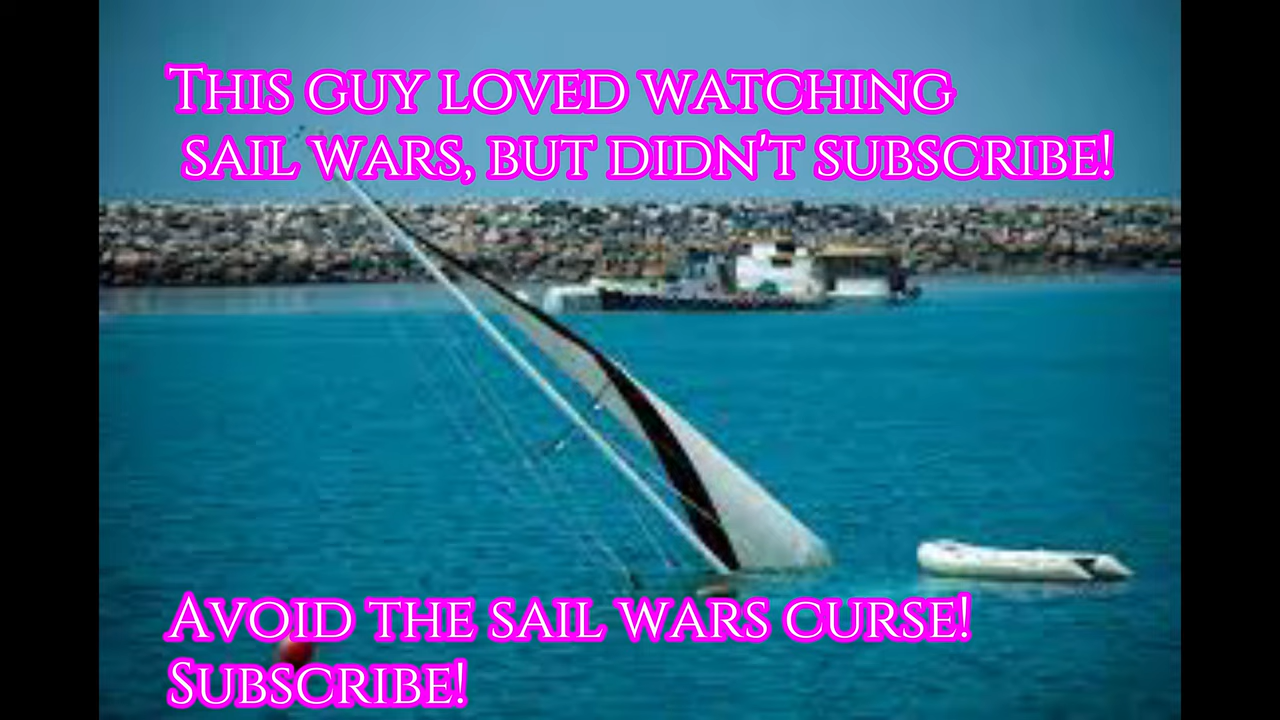 This guy loved watching
sail wars, but didn't subscribe!
Avoid the sail wars curse!
Subscribe!